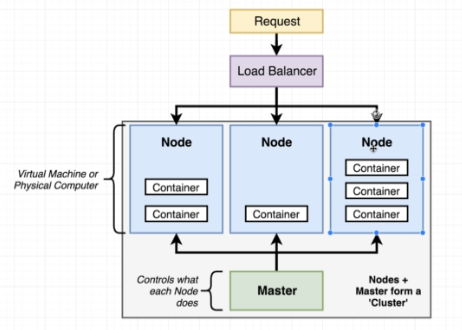 Request
Load Balancer
Node
Node
Node
Virtual Machine or
Physical Computer
Container
Container
Container
Container
Container
Container
Controls what
each Node
does
Master
Nodes +
Master form a
'Cluster'